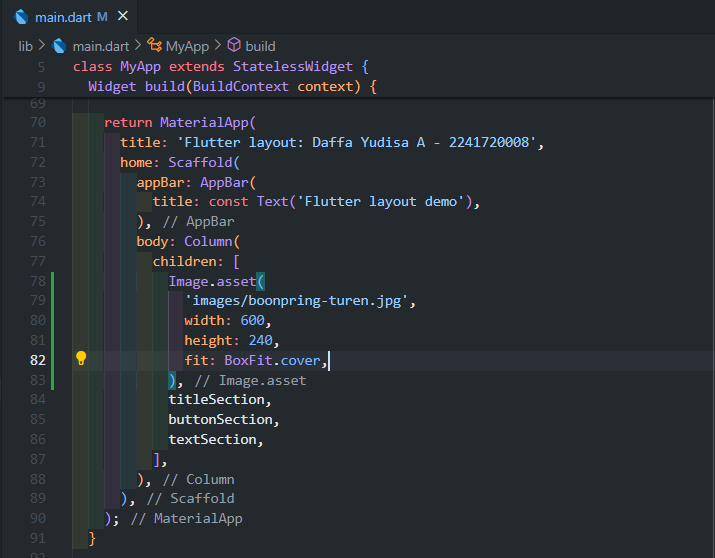 main.dart M
lib > main.dart > MyApp > build
5 class MyApp extends StatelessWidget {
9 Widget build(BuildContext context) {
69
70 return MaterialApp(
71 title: 'Flutter layout: Daffa Yudisa A - 2241720008',
72 home: Scaffold(
73 appBar: AppBar(
74 title: const Text('Flutter layout demo'),
75 ), // AppBar
76 body: Column(
77 children: [
78 Image.asset(
79 'images/boonpring-turen.jpg',
80 width: 600,
81 height: 240,
82 fit: BoxFit.cover,
83 ), // Image.asset
84 titleSection,
85 buttonSection,
86 textSection,
87 ],
88 ), // Column
89 ), // Scaffold
90 ); // MaterialApp
91 }
92